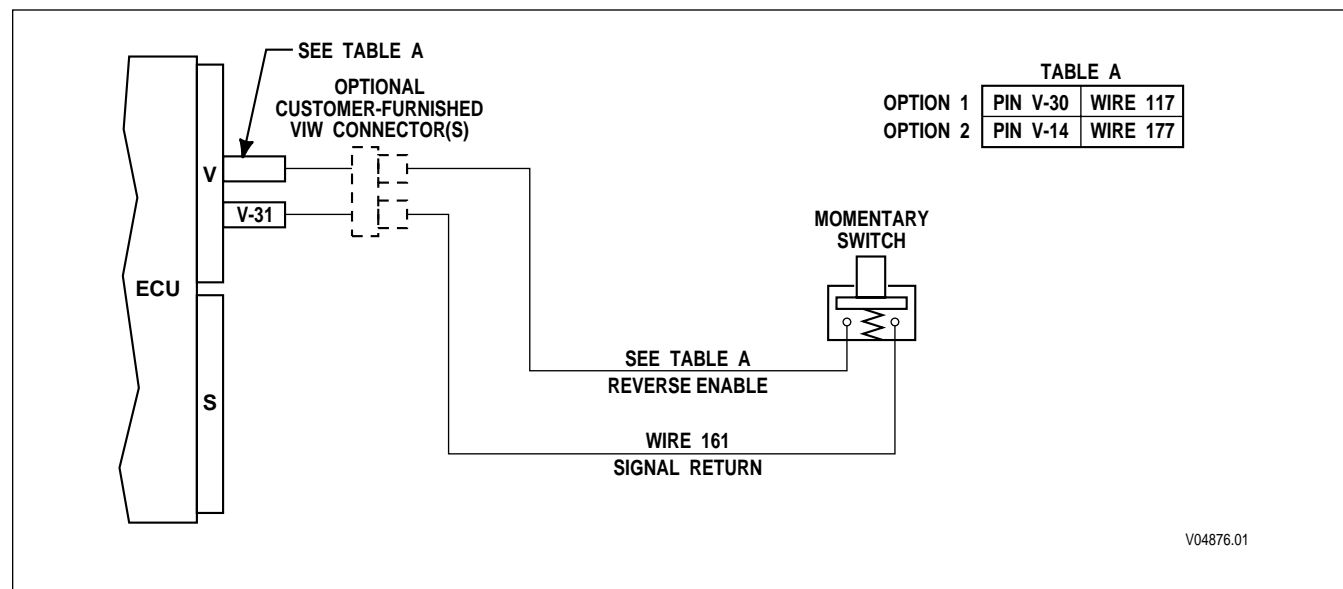 SEE TABLE A
OPTIONAL
CUSTOMER-FURNISHED
VIW CONNECTOR(S)
TABLE A
OPTION 1 PIN V-30 WIRE 117
OPTION 2 PIN V-14 WIRE 177
V
V-31
ECU
S
MOMENTARY
SWITCH
SEE TABLE A
REVERSE ENABLE
WIRE 161
SIGNAL RETURN
V04876.01